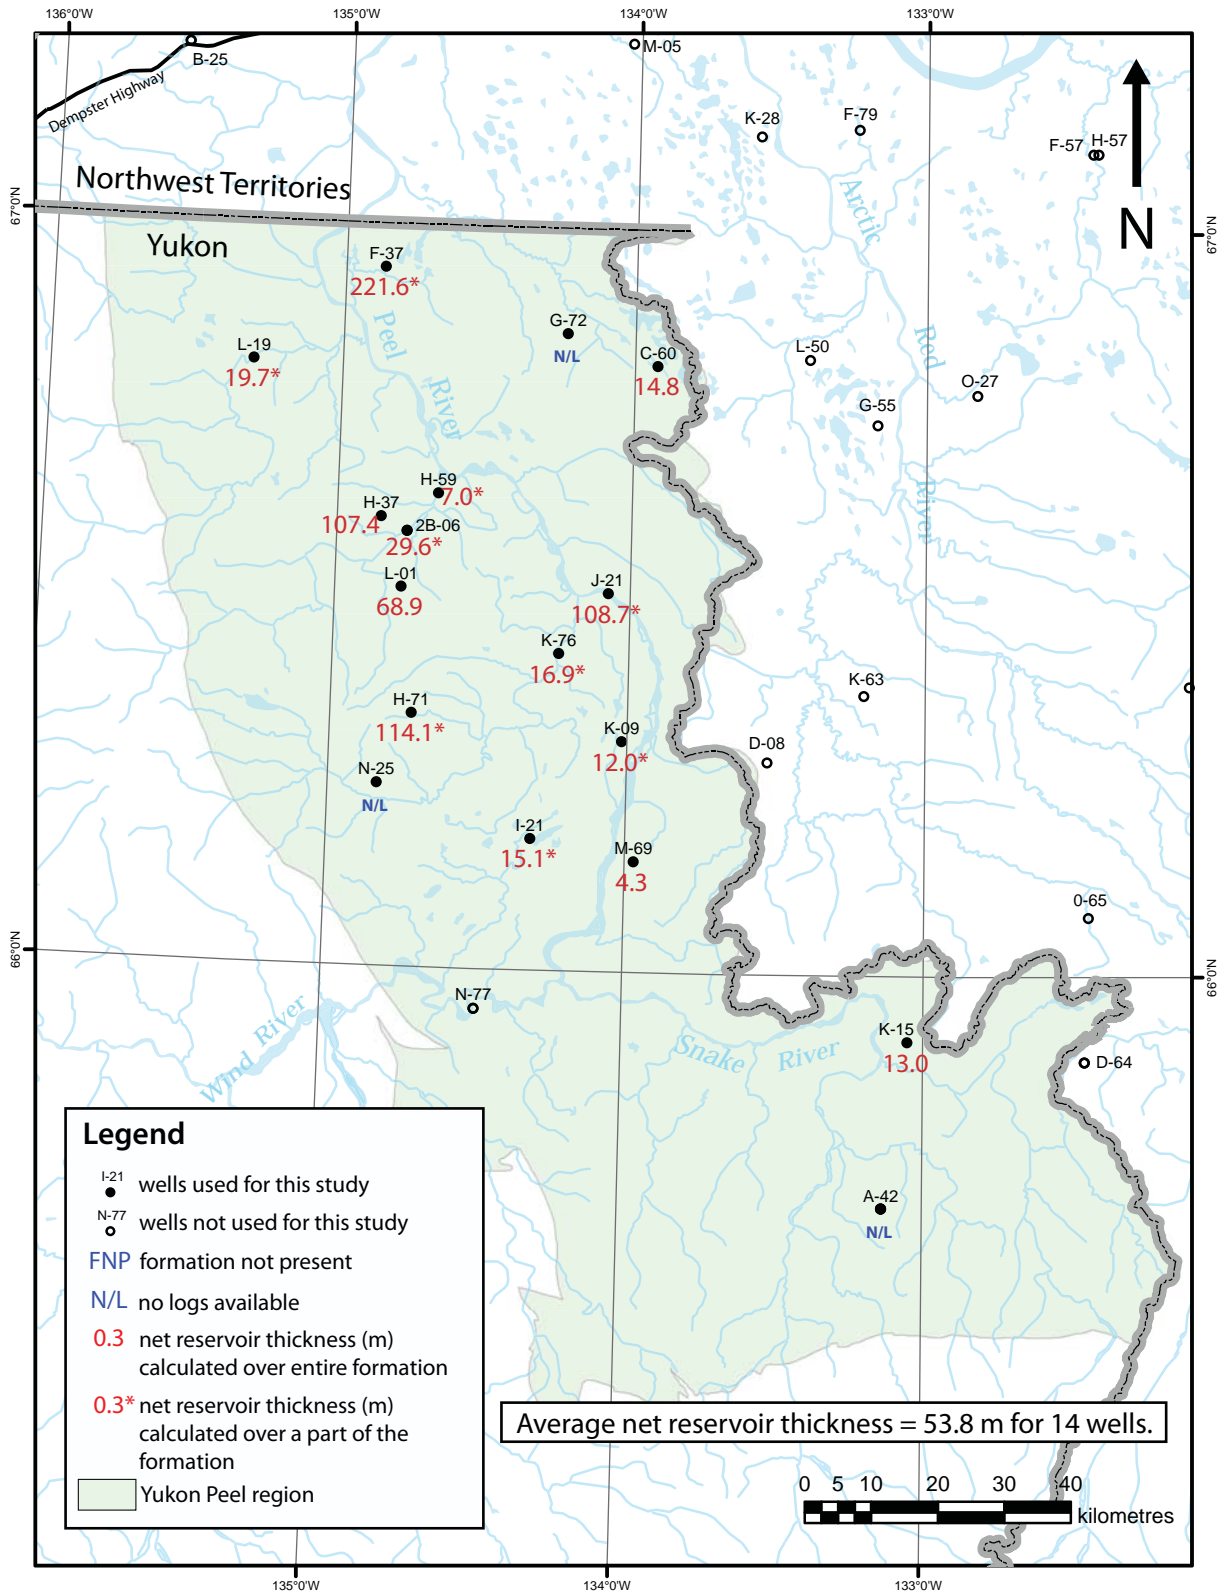 136°0'W 135°0'W 134°0'W 133°0'W
B-25
M-05
Dempster Highway
K-28
F-79
F-57 H-57
Northwest Territories
67°0'N
67°0'N
N
Yukon
Arctic
Red
River
F-37
221.6*
Peel
River
G-72
N/L
C-60
14.8
L-19
19.7*
L-50
O-27
G-55
H-59
7.0*
H-37
107.4
2B-06
29.6*
L-01
68.9
J-21
108.7*
K-76
16.9*
K-63
H-71
114.1*
K-09
12.0*
D-08
N-25
N/L
I-21
15.1*
M-69
4.3
0-65
66°0'N
66°0'N
N-77
Wind River
Snake River
K-15
13.0
D-64
A-42
N/L
Legend
I-21 wells used for this study
N-77 wells not used for this study
FNP formation not present
N/L no logs available
0.3 net reservoir thickness (m)
calculated over entire formation
0.3* net reservoir thickness (m)
calculated over a part of the
formation
Yukon Peel region
Average net reservoir thickness = 53.8 m for 14 wells.
0 5 10 20 30 40
kilometres
135°0'W 134°0'W 133°0'W